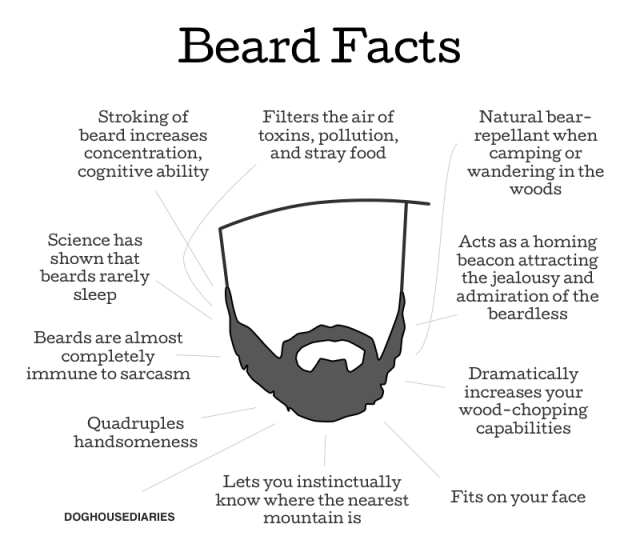 Beard Facts
Stroking of
beard increases
concentration,
cognitive ability
Filters the air of
toxins, pollution,
and stray food
Natural bear-
repellant when
camping or
wandering in the
woods
Science has
shown that
beards rarely
sleep
Acts as a homing
beacon attracting
the jealousy and
admiration of the
beardless
Beards are almost
completely
immune to sarcasm
Dramatically
increases your
wood-chopping
capabilities
Quadruples
handsomeness
Lets you instinctually
know where the nearest
mountain is
Fits on your face
DOGHOUSEDIARIES